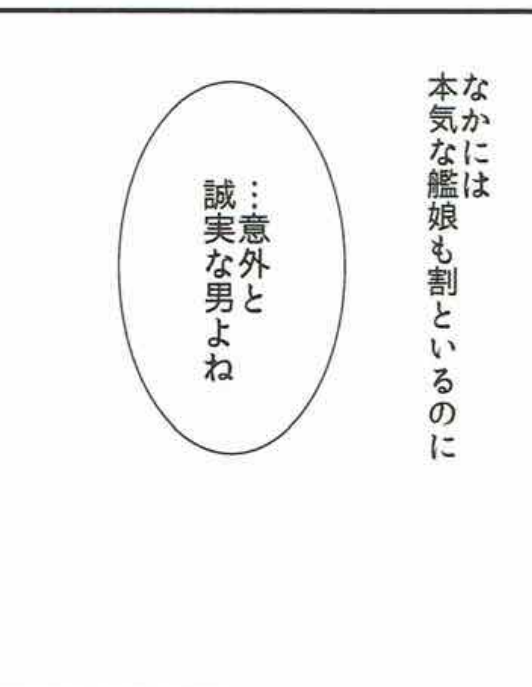 なかには
本気な艦娘も割といるのに
…意外と
誠実な男よね